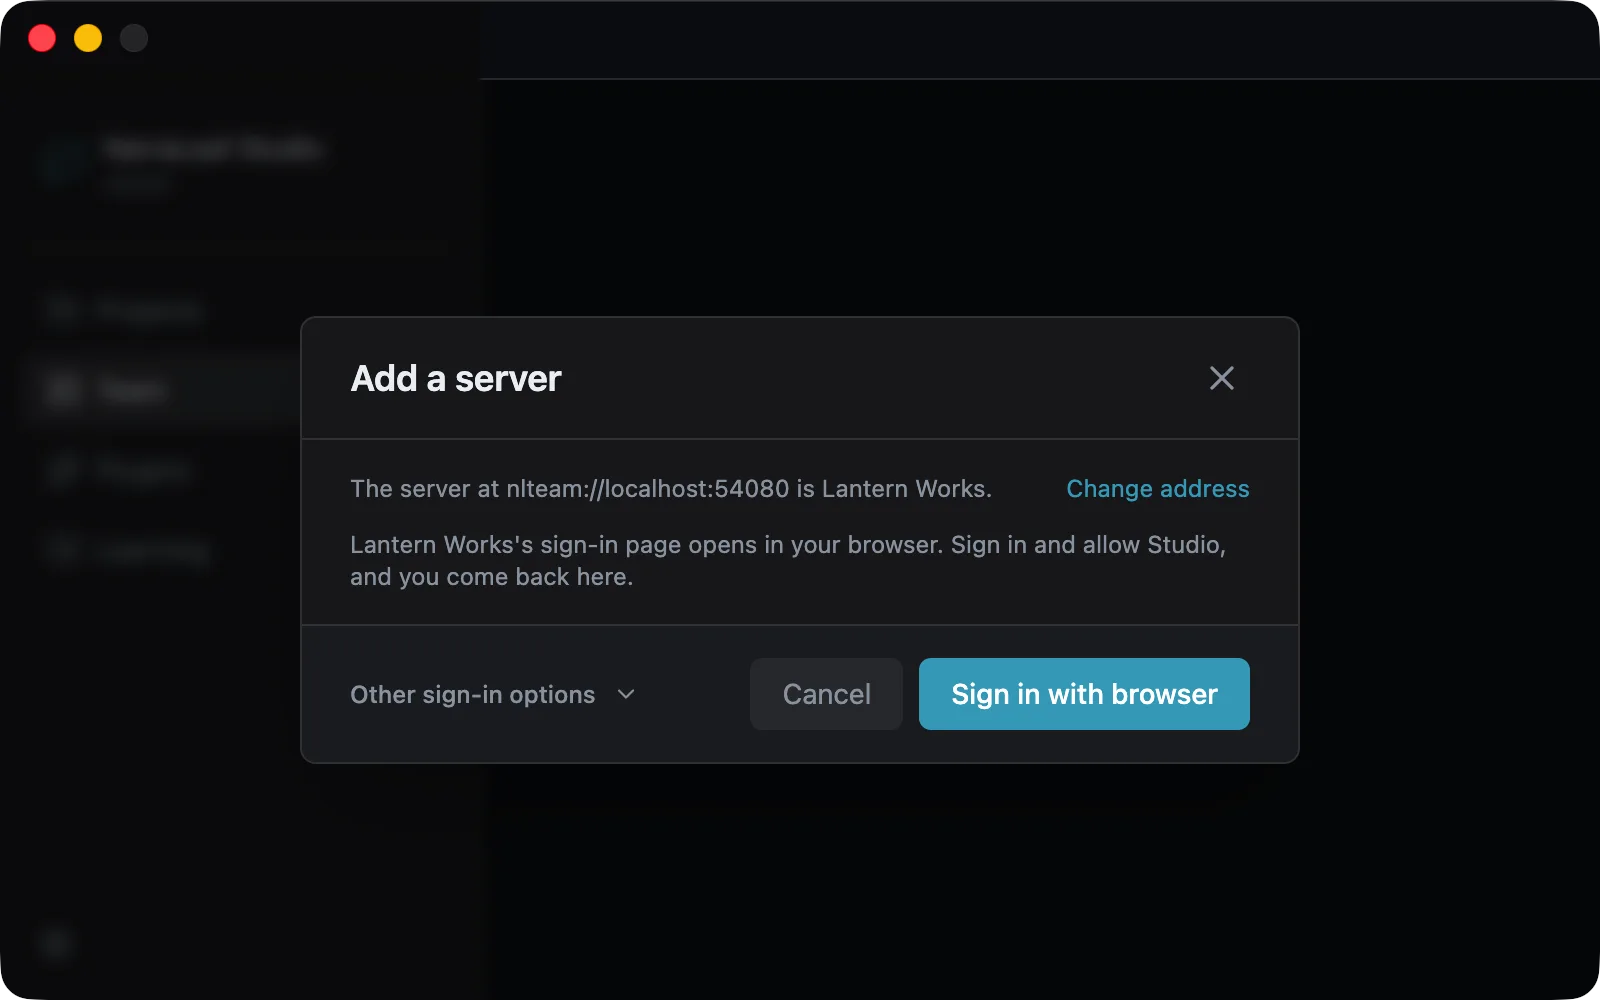 Add a server
The server at nlteam://localhost:54080 is Lantern Works.
Change address
Lantern Works's sign-in page opens in your browser. Sign in and allow Studio,
and you come back here.
Other sign-in options
Cancel
Sign in with browser